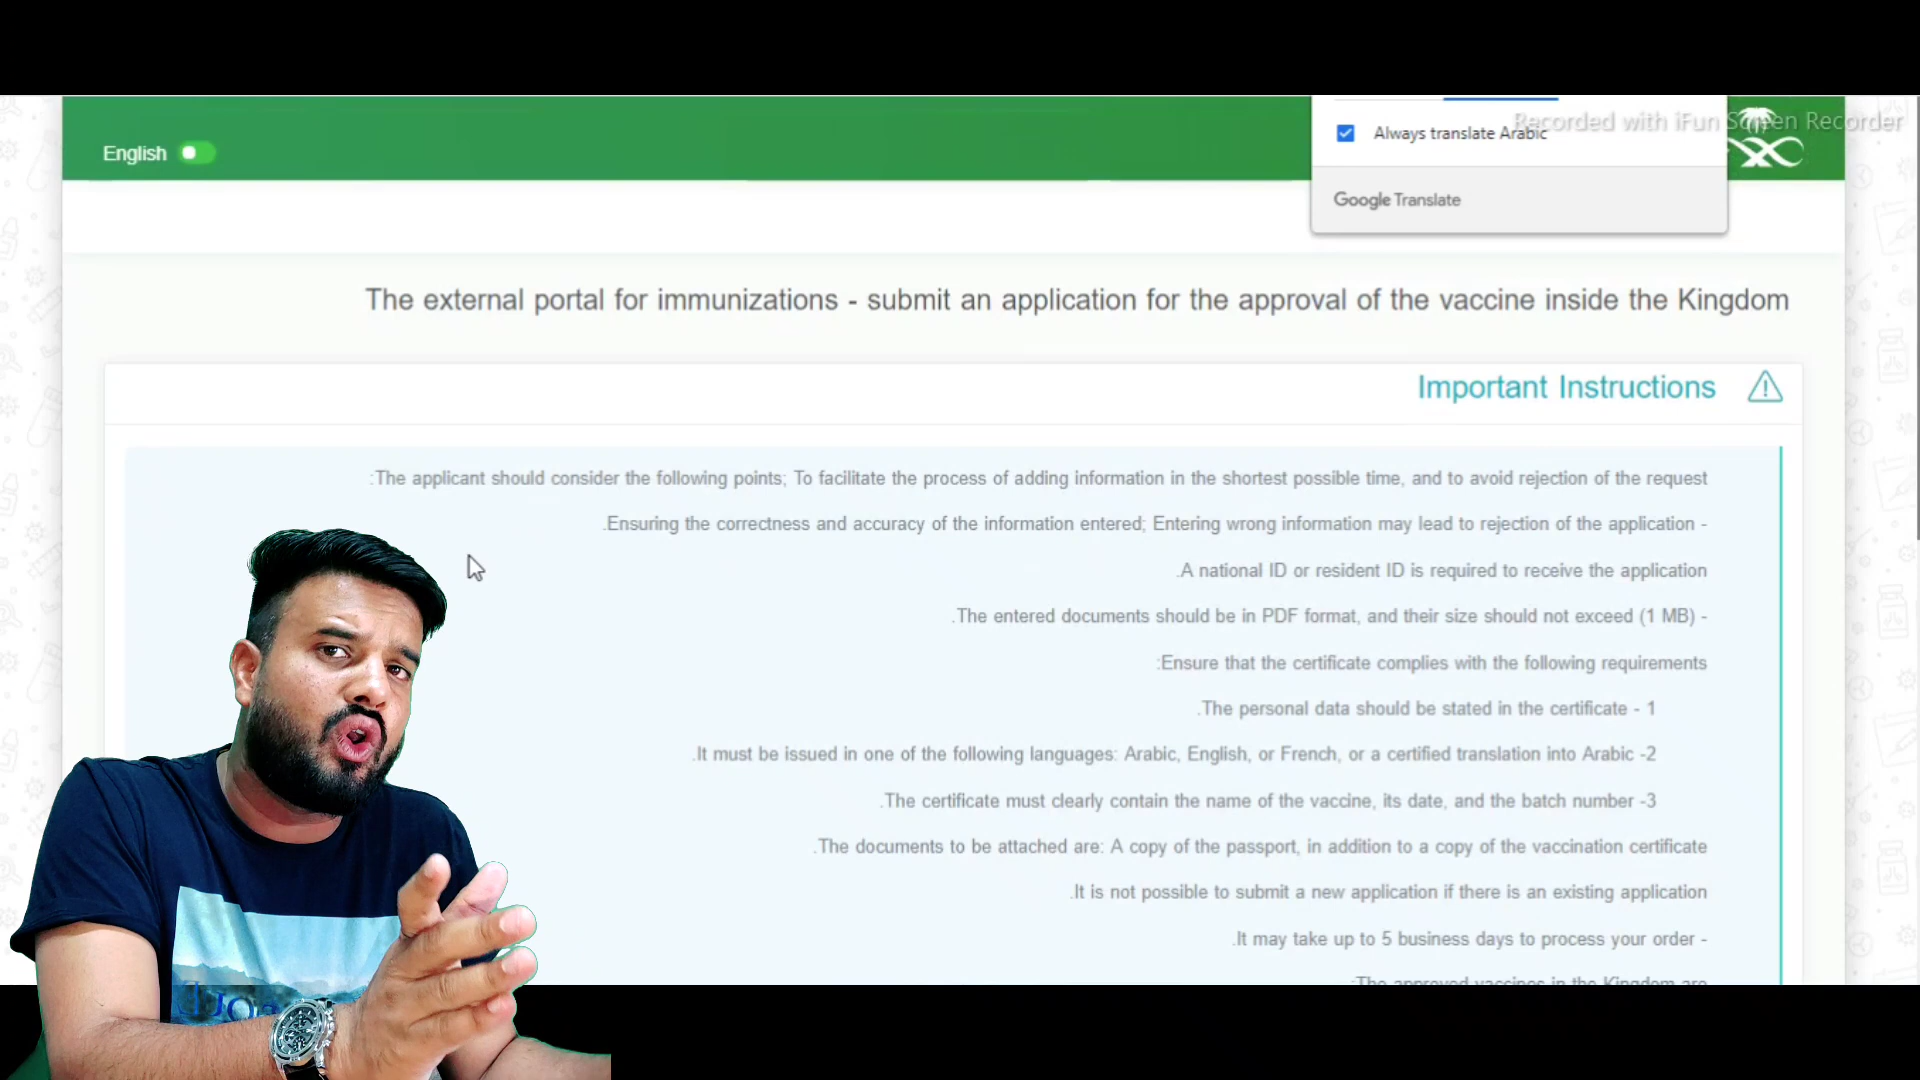 English
Always translate Arabic
Recorded with iFun Screen Recorder
Google Translate
The external portal for immunizations - submit an application for the approval of the vaccine inside the Kingdom
Important Instructions
:The applicant should consider the following points; To facilitate the process of adding information in the shortest possible time, and to avoid rejection of the request
.Ensuring the correctness and accuracy of the information entered; Entering wrong information may lead to rejection of the application -
.A national ID or resident ID is required to receive the application
.The entered documents should be in PDF format, and their size should not exceed (1 MB) -
:Ensure that the certificate complies with the following requirements
.The personal data should be stated in the certificate - 1
.It must be issued in one of the following languages: Arabic, English, or French, or a certified translation into Arabic -2
.The certificate must clearly contain the name of the vaccine, its date, and the batch number -3
.The documents to be attached are: A copy of the passport, in addition to a copy of the vaccination certificate
.It is not possible to submit a new application if there is an existing application
.It may take up to 5 business days to process your order -
:The approved vaccines in the Kingdom are